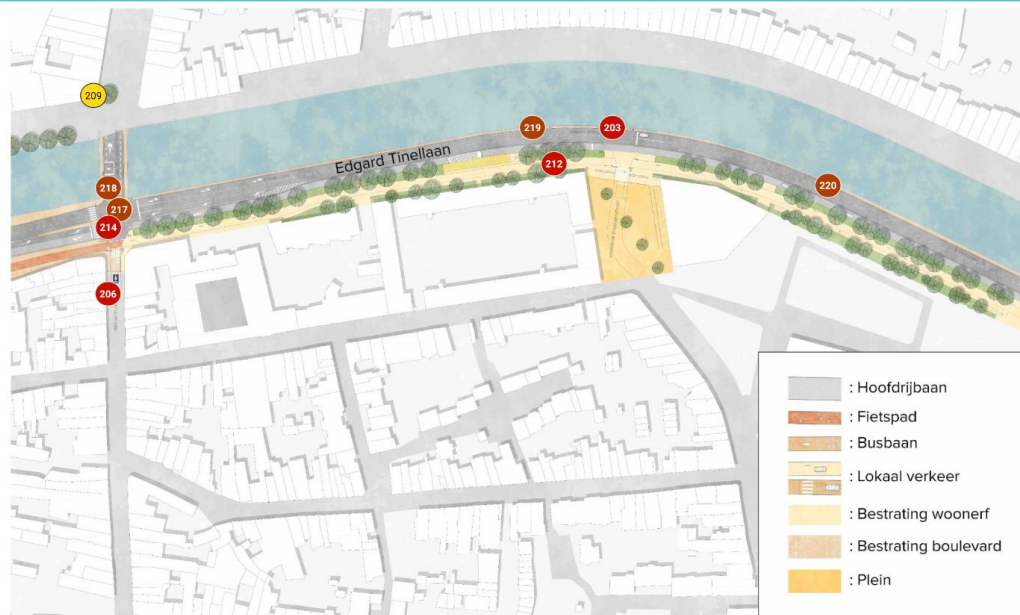 209
219
203
Edgard Tinellaan
212
218
220
217
214
206
: Hoofdrijbaan
: Fietspad
: Busbaan
: Lokaal verkeer
: Bestrating woonerf
: Bestrating boulevard
: Plein